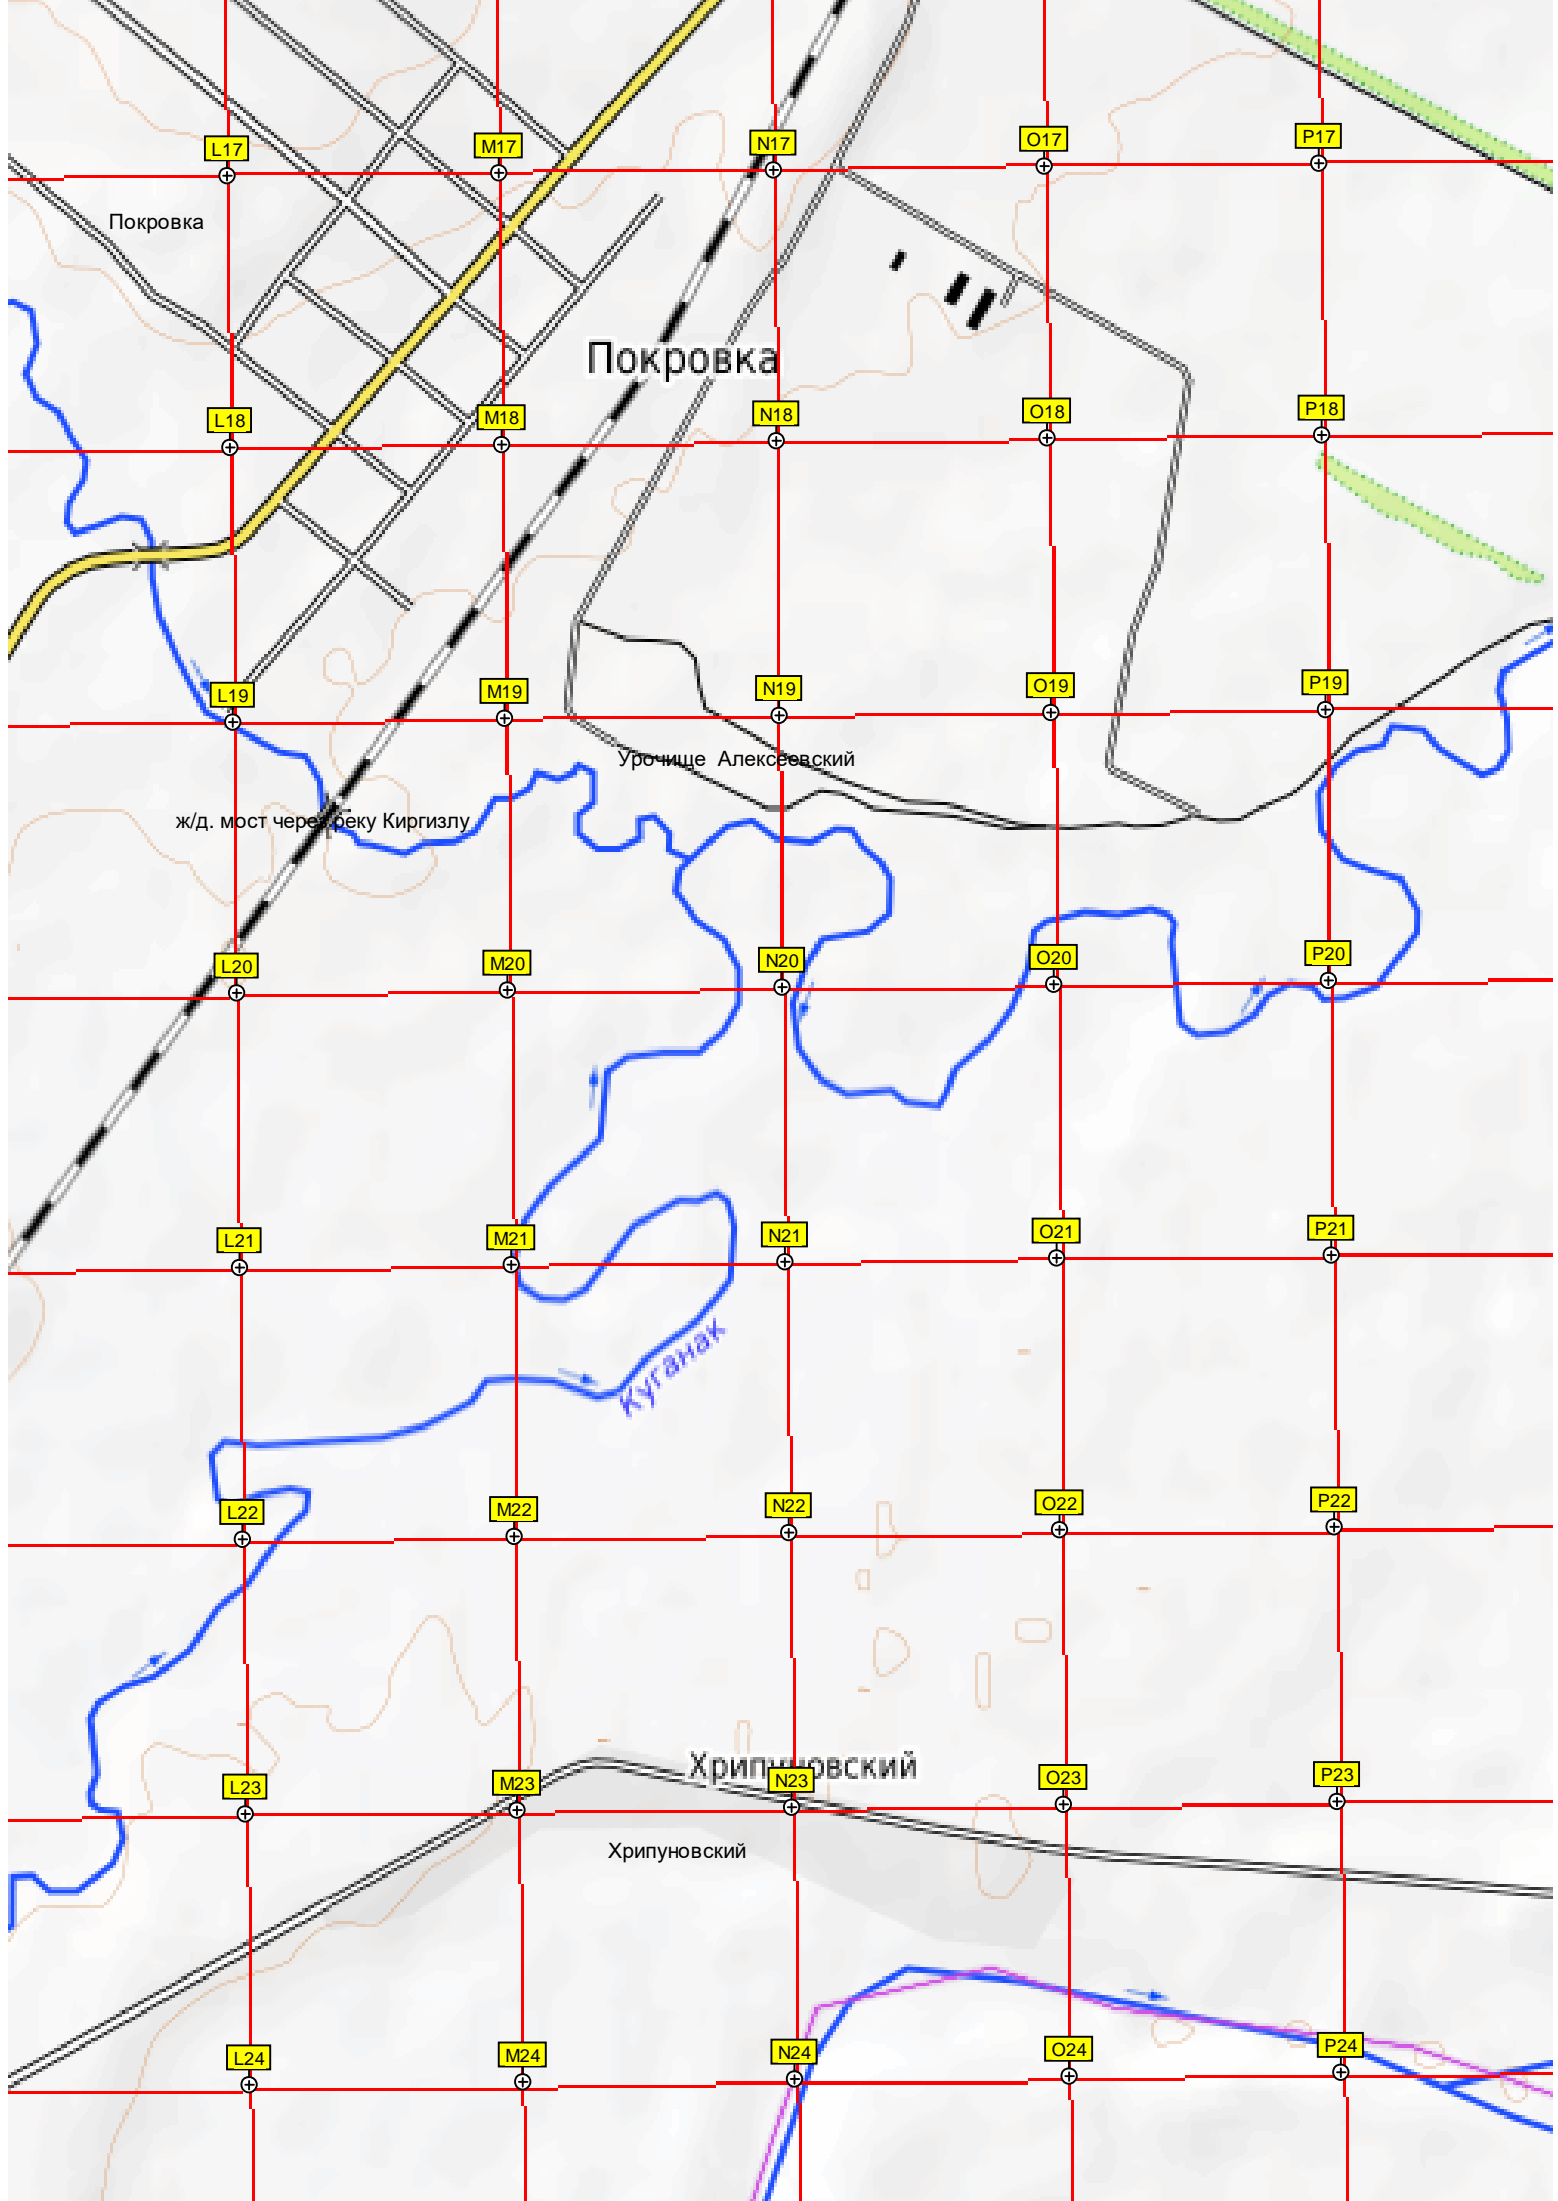 L17 M17 N17 O17 P17
Покровка
Покровка
L18 M18 N18 O18 P18
L19 M19 N19 O19 P19
Урочище Алексеевский
ж/д. мост через реку Киргизлу
L20 M20 N20 O20 P20
L21 M21 N21 O21 P21
Куганак
L22 M22 N22 O22 P22
Хрипуновский
L23 M23 N23 O23 P23
Хрипуновский
L24 M24 N24 O24 P24